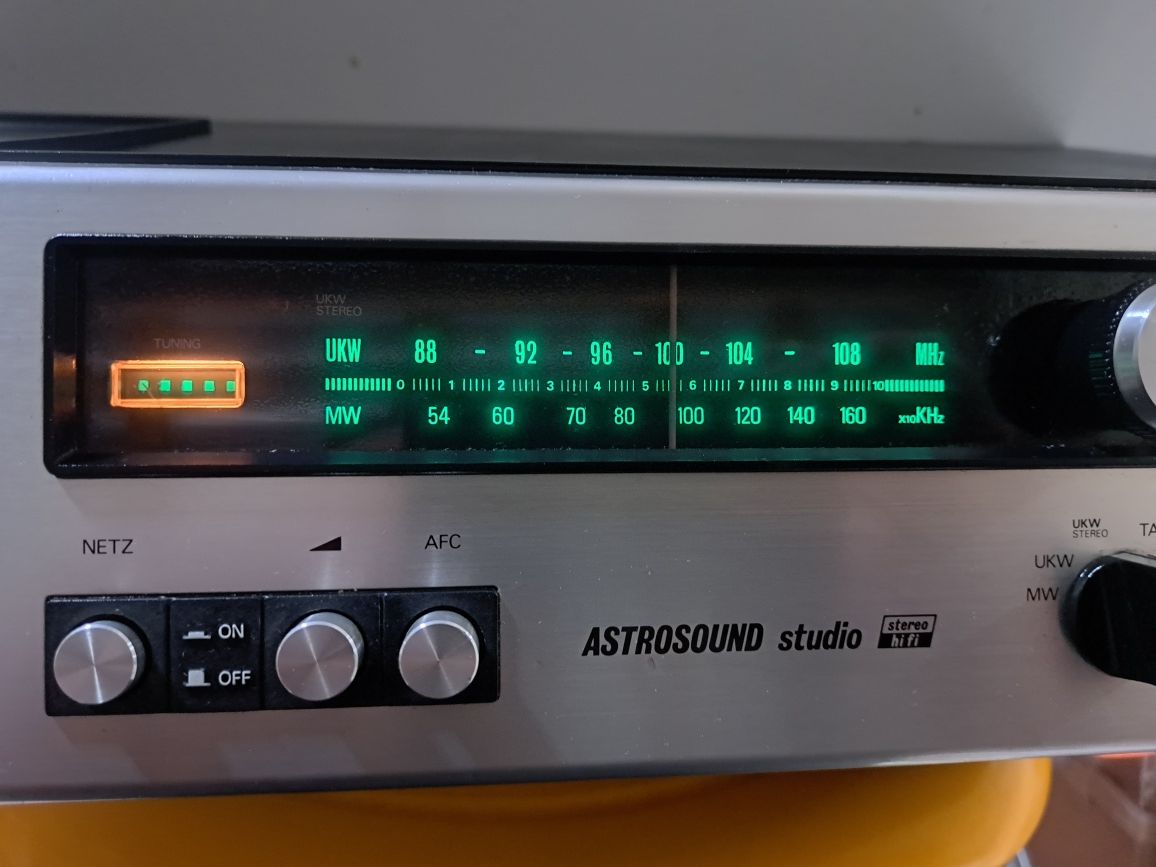 UKW
STEREO
TUNING
UKW 88 - 92 - 96 - 100 - 104 - 108 MHz
0 1 2 3 4 5 6 7 8 9 10
MW 54 60 70 80 100 120 140 160 x10KHz
NETZ AFC
ON
OFF
ASTROSOUND studio stereo
hi fi
UKW
STEREO
TA
UKW
MW